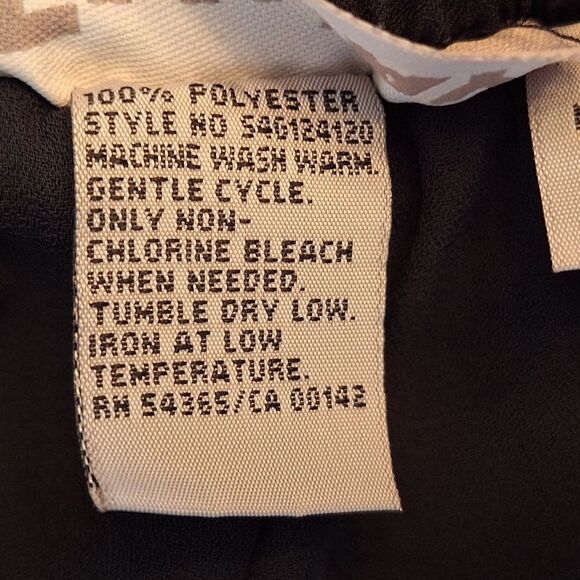 100% POLYESTER
STYLE NO 540124120
MACHINE WASH WARM.
GENTLE CYCLE.
ONLY NON-
CHLORINE BLEACH
WHEN NEEDED.
TUMBLE DRY LOW.
IRON AT LOW
TEMPERATURE.
RN 54365/CA 00142